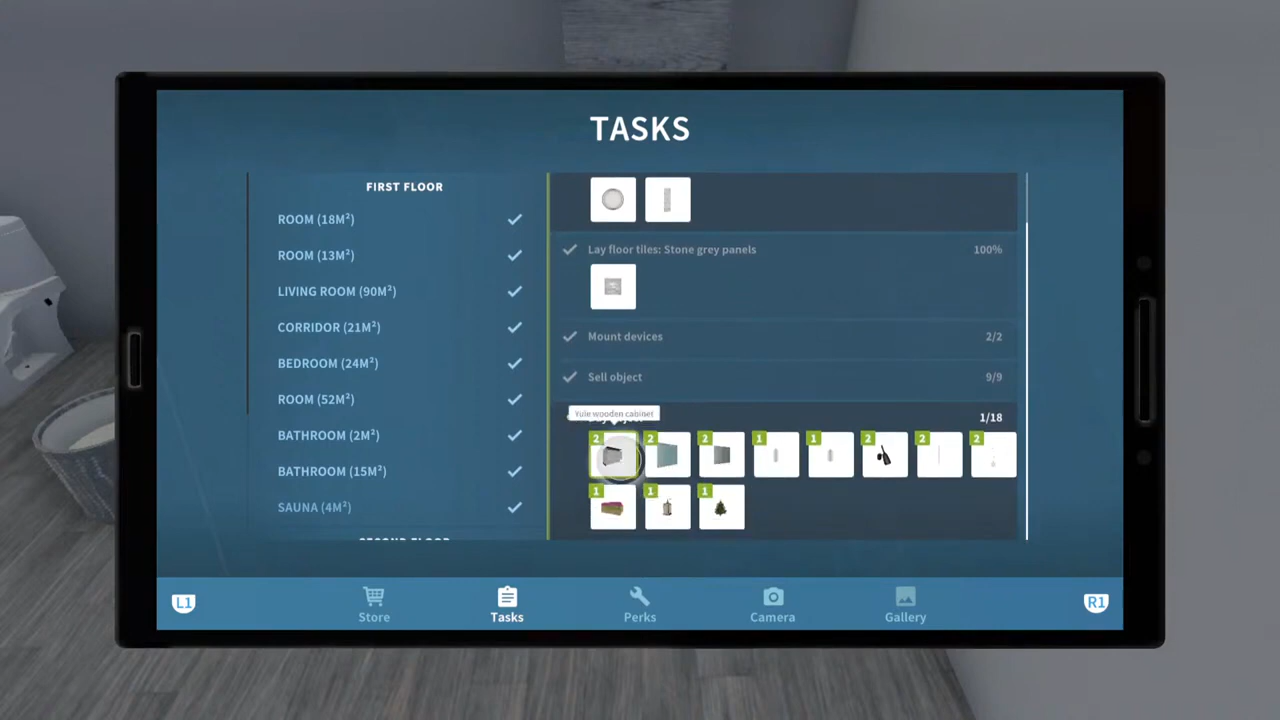 TASKS
FIRST FLOOR
ROOM (18M²)
ROOM (13M²)
LIVING ROOM (90M²)
CORRIDOR (21M²)
BEDROOM (24M²)
ROOM (52M²)
BATHROOM (2M²)
BATHROOM (15M²)
SAUNA (4M²)
SECOND FLOOR
Lay floor tiles: Stone grey panels 100%
Mount devices 2/2
Sell object 9/9
Yule wooden cabinet
1/18
2 2 2 1 1 2 2 2
1 1 1
L1
Store
Tasks
Perks
Camera
Gallery
R1